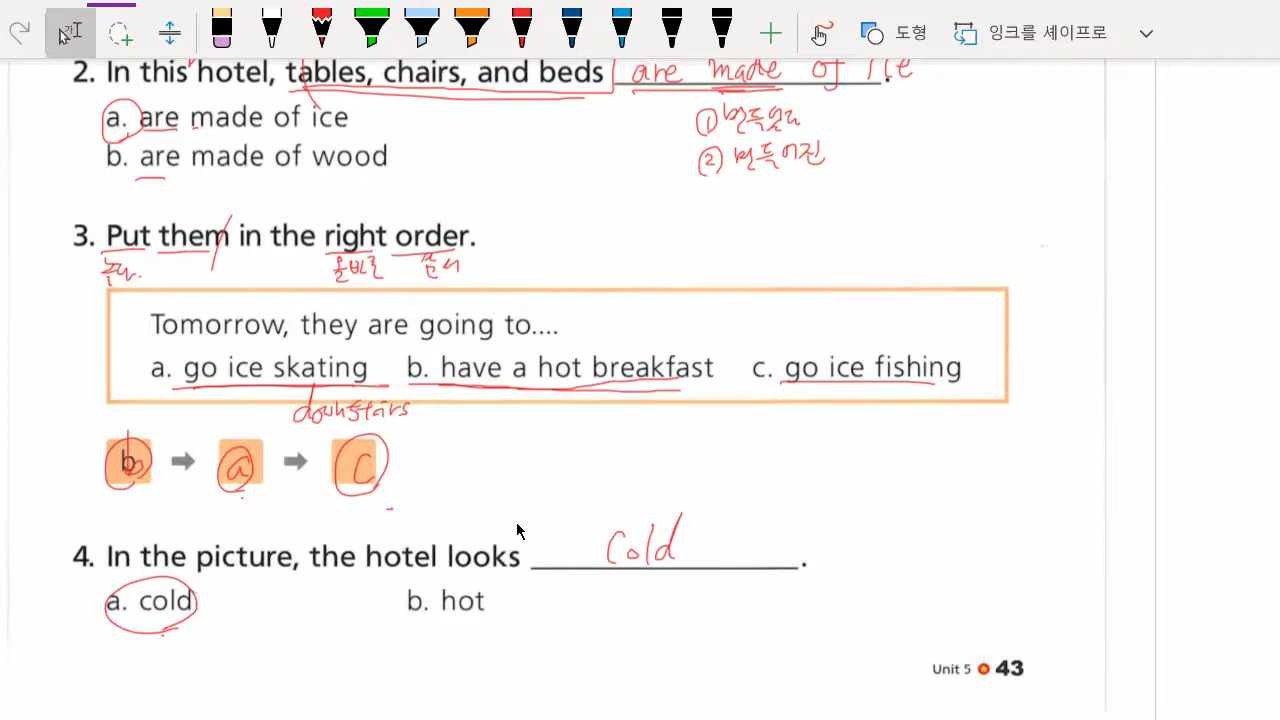 도형 잉크를 셰이프로
2. In this hotel, tables, chairs, and beds are made of Ice.
a. are made of ice
① 만들었다
b. are made of wood
② 만들어진
3. Put them in the right order.
놓다. 올바른 순서
Tomorrow, they are going to....
a. go ice skating b. have a hot breakfast c. go ice fishing
downstairs
b ➡ a ➡ c
4. In the picture, the hotel looks cold.
a. cold b. hot
Unit 5 43